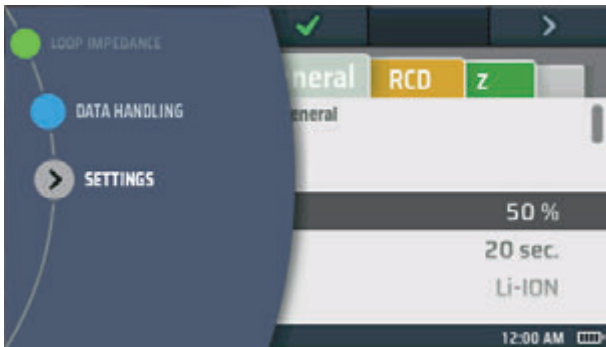 LOOP IMPEDANCE
DATA HANDLING
SETTINGS
neral RCD Z
eneral
50 %
20 sec.
Li-ION
12:00 AM